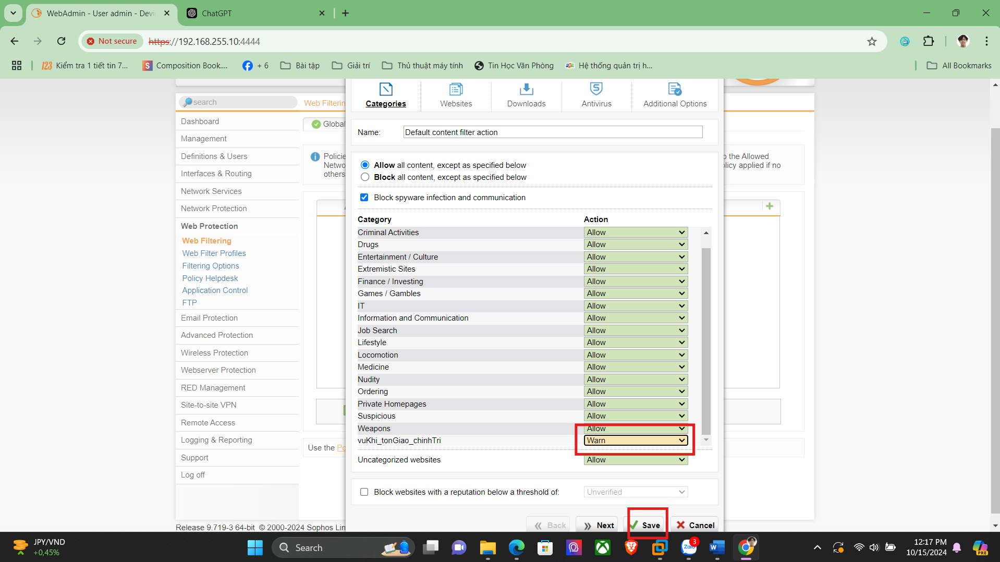 WebAdmin - User admin - Devi
ChatGPT
Not secure
https://192.168.255.10:4444
Kiểm tra 1 tiết tin 7...
Composition Book....
+ 6
Bài tập
Giải trí
Thủ thuật máy tính
Tin Học Văn Phòng
Hệ thống quản trị h...
All Bookmarks
search
Web Filterin
Dashboard
Management
Definitions & Users
Interfaces & Routing
Network Services
Network Protection
Web Protection
Web Filtering
Web Filter Profiles
Filtering Options
Policy Helpdesk
Application Control
FTP
Email Protection
Advanced Protection
Wireless Protection
Webserver Protection
RED Management
Site-to-site VPN
Remote Access
Logging & Reporting
Support
Log off
Global
Policie
Netwo
others
o the Allowed
licy applied if no
Use the Po
Release 9.719-3 64-bit © 2000-2024 Sophos Lim
Categories
Websites
Downloads
Antivirus
Additional Options
Name: Default content filter action
Allow all content, except as specified below
Block all content, except as specified below
Block spyware infection and communication
Category Action
Criminal Activities Allow
Drugs Allow
Entertainment / Culture Allow
Extremistic Sites Allow
Finance / Investing Allow
Games / Gambles Allow
IT Allow
Information and Communication Allow
Job Search Allow
Lifestyle Allow
Locomotion Allow
Medicine Allow
Nudity Allow
Ordering Allow
Private Homepages Allow
Suspicious Allow
Weapons Allow
vuKhi_tonGiao_chinhTri Warn
Uncategorized websites Allow
Block websites with a reputation below a threshold of: Unverified
Back
Next
Save
Cancel
JPY/VND
+0,45%
Search
Zalo
3
12:17 PM
10/15/2024
PRE